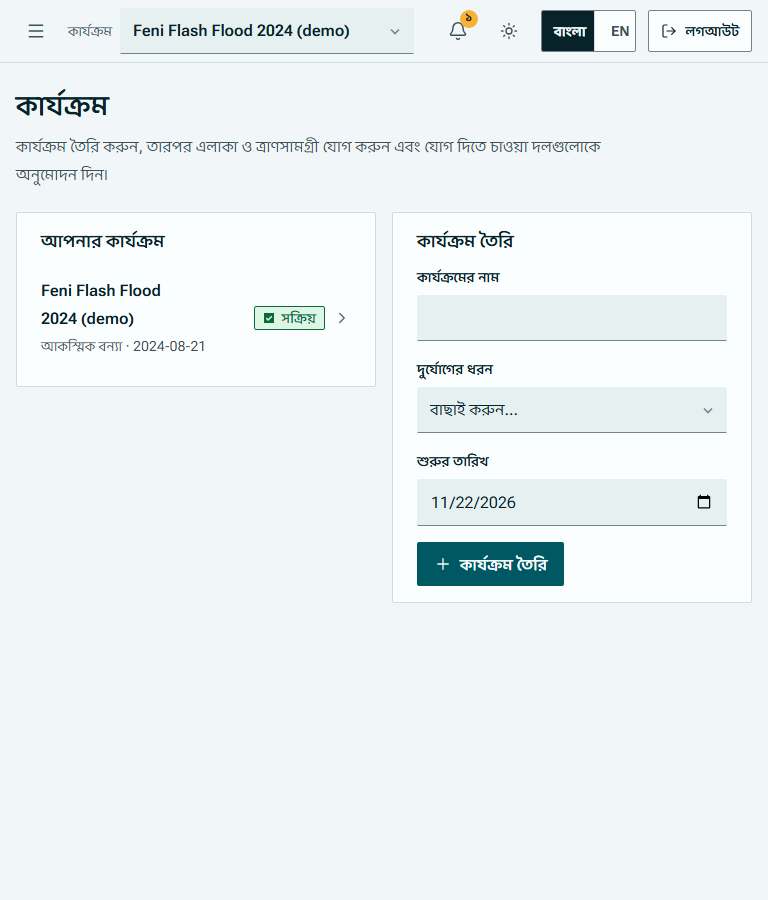 কার্যক্রম
Feni Flash Flood 2024 (demo)
১
বাংলা
EN
লগআউট
কার্যক্রম
কার্যক্রম তৈরি করুন, তারপর এলাকা ও ত্রাণসামগ্রী যোগ করুন এবং যোগ দিতে চাওয়া দলগুলোকে
অনুমোদন দিন।
আপনার কার্যক্রম
Feni Flash Flood
2024 (demo)
সক্রিয়
আকস্মিক বন্যা · 2024-08-21
কার্যক্রম তৈরি
কার্যক্রমের নাম
দুর্যোগের ধরন
বাছাই করুন...
শুরুর তারিখ
11/22/2026
কার্যক্রম তৈরি